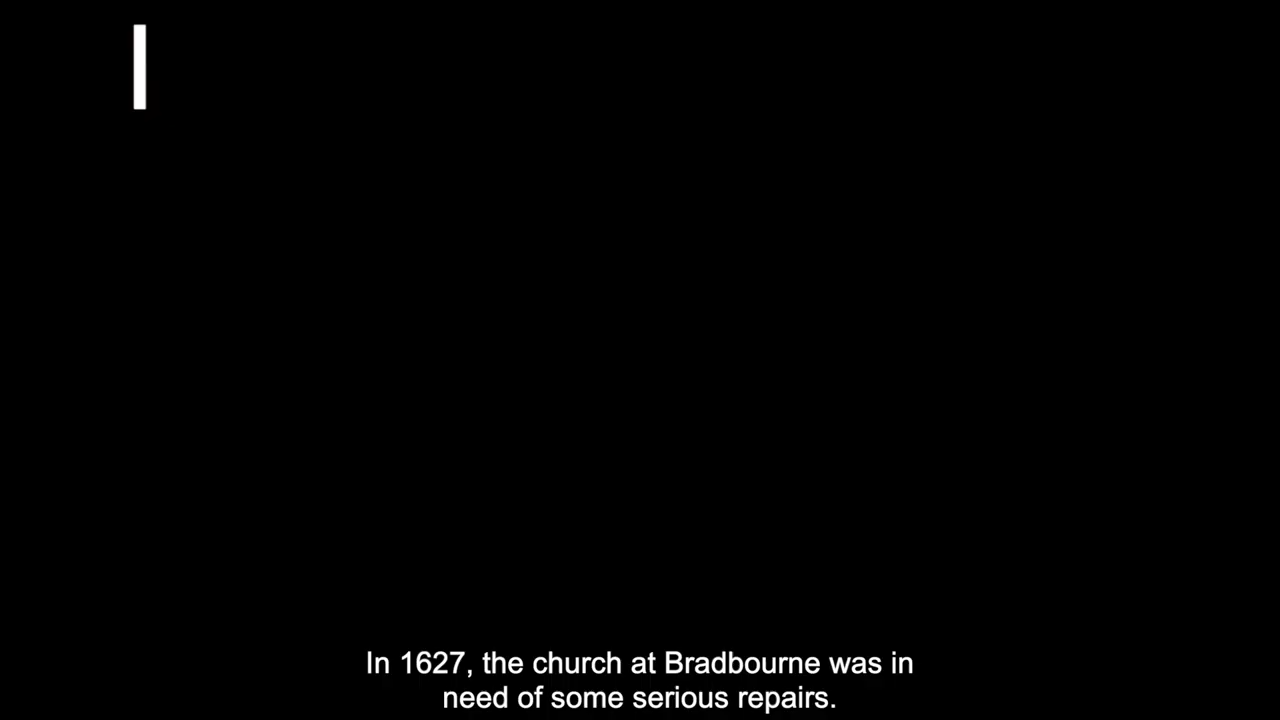 I
In 1627, the church at Bradbourne was in
need of some serious repairs.